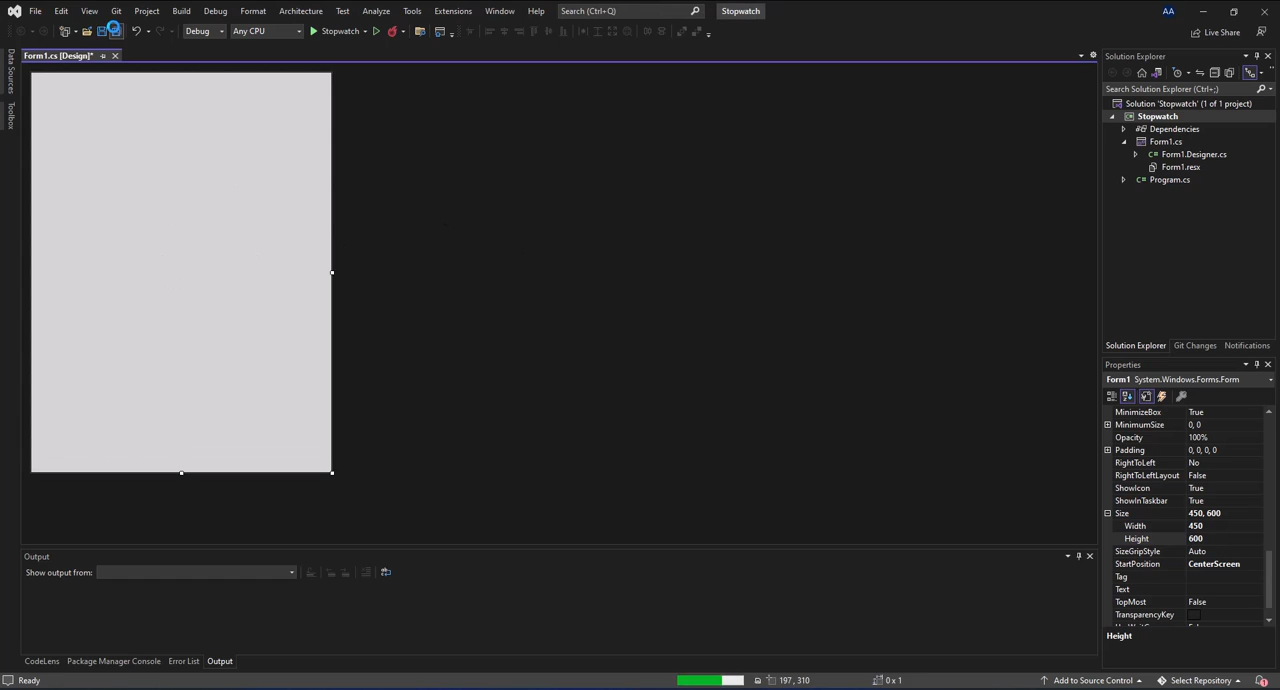 File Edit View Git Project Build Debug Format Architecture Test Analyze Tools Extensions Window Help Search (Ctrl+Q) Stopwatch AA
Debug Any CPU Stopwatch Live Share
Form1.cs [Design]*
Data Sources
Toolbox
Solution Explorer
Search Solution Explorer (Ctrl+;)
Solution 'Stopwatch' (1 of 1 project)
Stopwatch
Dependencies
Form1.cs
Form1.Designer.cs
Form1.resx
Program.cs
Solution Explorer Git Changes Notifications
Properties
Form1 System.Windows.Forms.Form
MinimizeBox True
MinimumSize 0, 0
Opacity 100%
Padding 0, 0, 0, 0
RightToLeft No
RightToLeftLayout False
ShowIcon True
ShowInTaskbar True
Size 450, 600
Width 450
Height 600
SizeGripStyle Auto
StartPosition CenterScreen
Tag
Text
TopMost False
TransparencyKey
Height
Output
Show output from:
CodeLens Package Manager Console Error List Output
Ready 197 , 310 0 x 1 Add to Source Control Select Repository 1